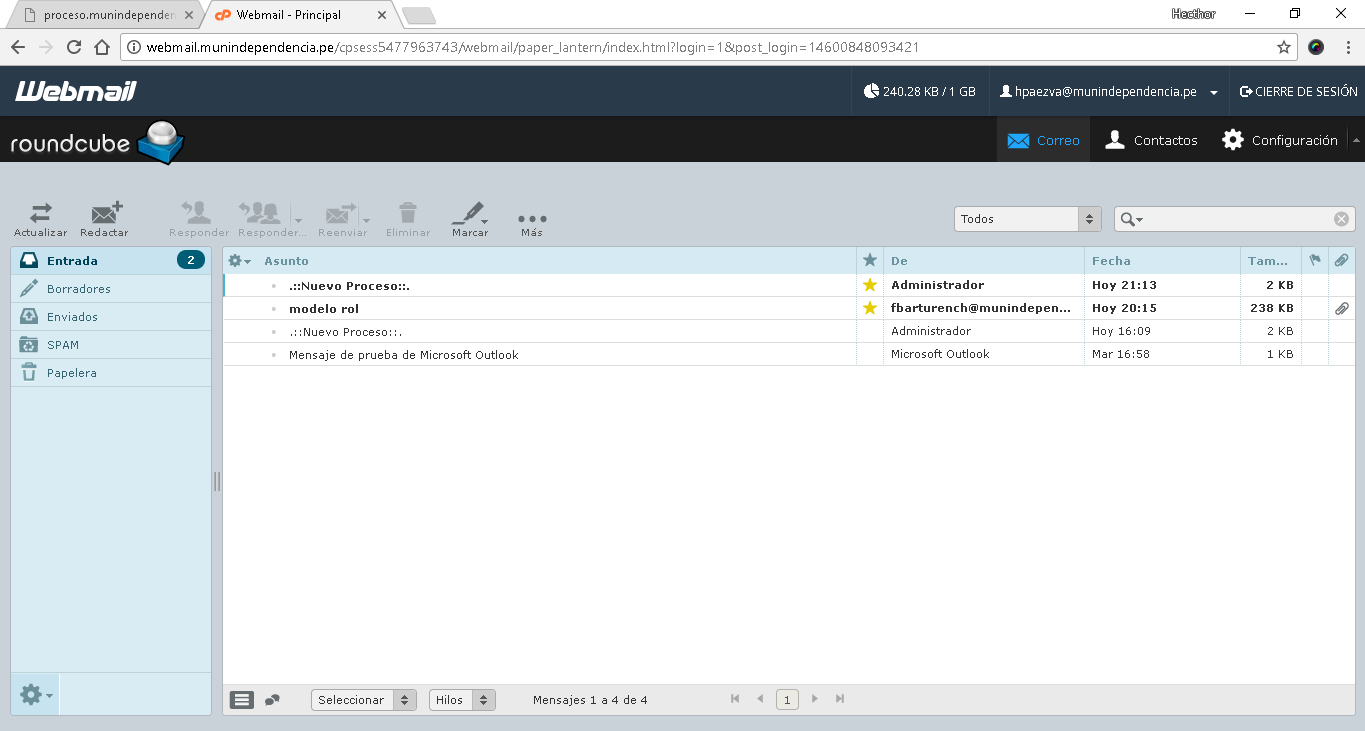 proceso.munindependen
Webmail - Principal
Hecthor
webmail.munindependencia.pe/cpsess5477963743/webmail/paper_lantern/index.html?login=1&post_login=14600848093421
Webmail
240.28 KB / 1 GB
hpaezva@munindependencia.pe
CIERRE DE SESIÓN
roundcube
Correo
Contactos
Configuración
Actualizar
Redactar
Responder
Responder...
Reenviar
Eliminar
Marcar
Más
Todos
Entrada 2
Borradores
Enviados
SPAM
Papelera
Asunto De Fecha Tam...
.::Nuevo Proceso::. Administrador Hoy 21:13 2 KB
modelo rol fbarturench@munindepen... Hoy 20:15 238 KB
.::Nuevo Proceso::. Administrador Hoy 16:09 2 KB
Mensaje de prueba de Microsoft Outlook Microsoft Outlook Mar 16:58 1 KB
Seleccionar
Hilos
Mensajes 1 a 4 de 4
1